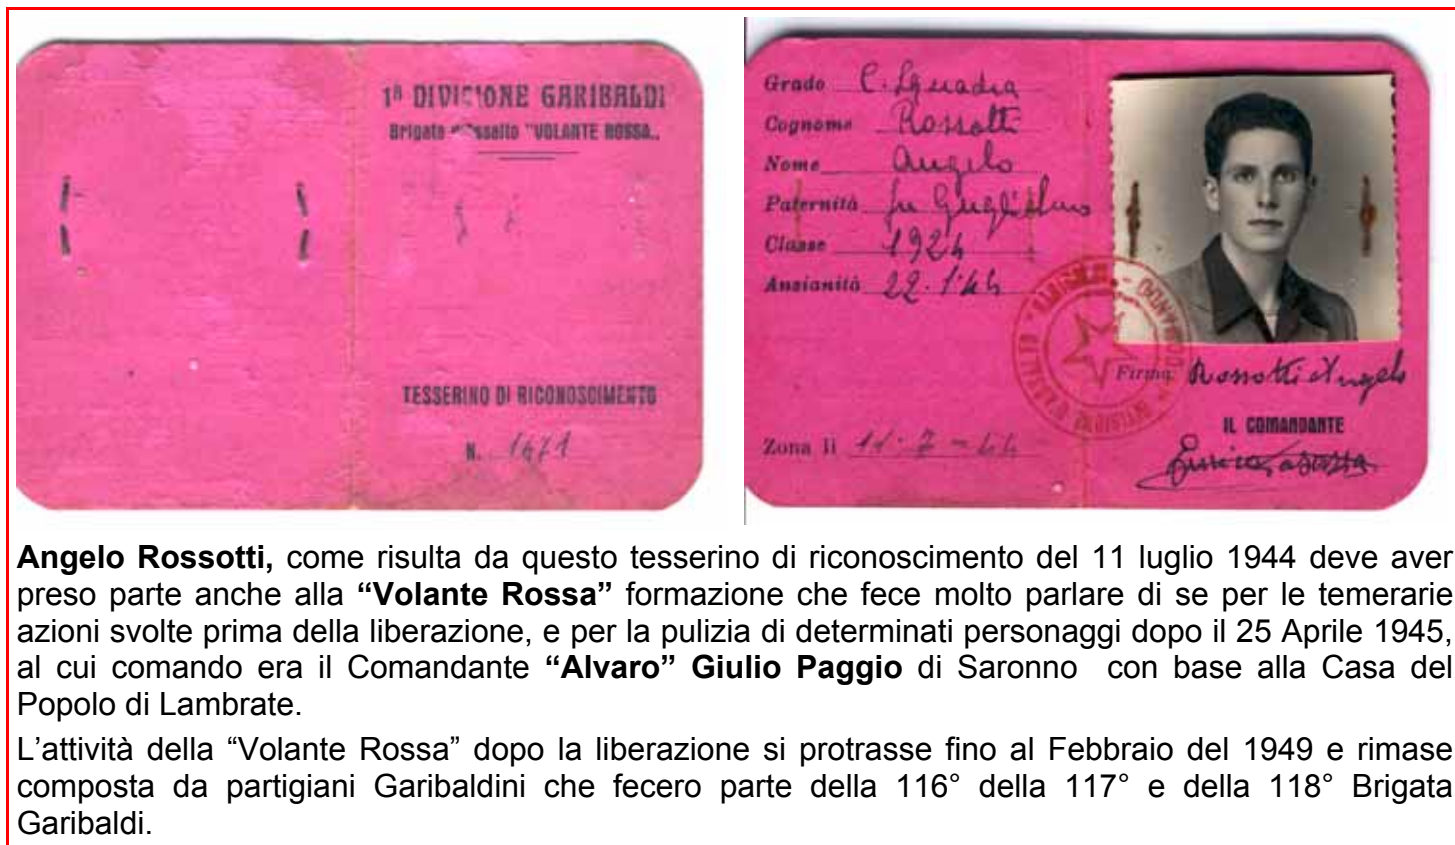 1ª DIVISIONE GARIBALDI
Brigata d'Assalto "VOLANTE ROSSA„
TESSERINO DI RICONOSCIMENTO
N. 1671
Grado C. Squadra
Cognome Rossotti
Nome Angelo
Paternità fu Guglielmo
Classe 1924
Anzianità 22.1.44
Firma Rossotti Angelo
IL COMANDANTE
Zona li 11-7-44
Angelo Rossotti, come risulta da questo tesserino di riconoscimento del 11 luglio 1944 deve aver
preso parte anche alla “Volante Rossa” formazione che fece molto parlare di se per le temerarie
azioni svolte prima della liberazione, e per la pulizia di determinati personaggi dopo il 25 Aprile 1945,
al cui comando era il Comandante “Alvaro” Giulio Paggio di Saronno con base alla Casa del
Popolo di Lambrate.
L’attività della “Volante Rossa” dopo la liberazione si protrasse fino al Febbraio del 1949 e rimase
composta da partigiani Garibaldini che fecero parte della 116° della 117° e della 118° Brigata
Garibaldi.